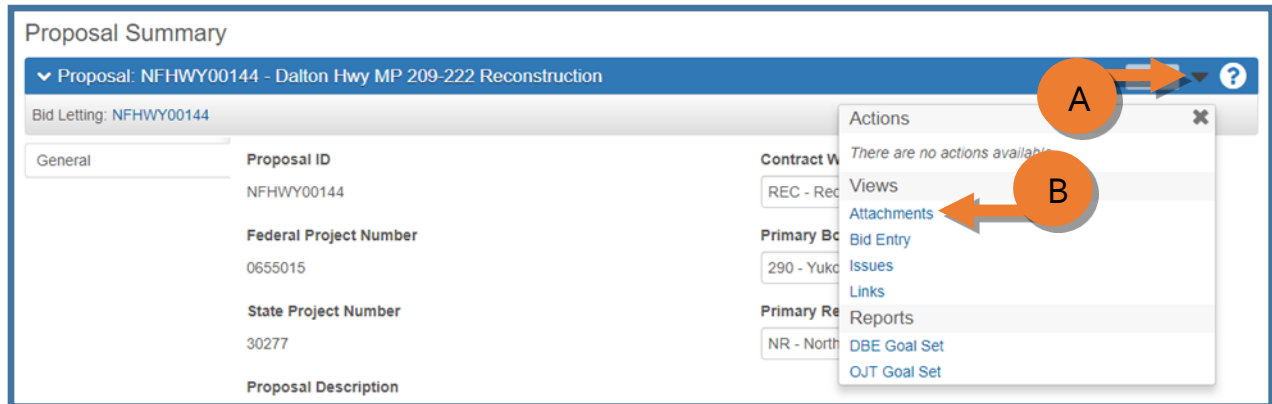 Proposal Summary
Proposal: NFHWY00144 - Dalton Hwy MP 209-222 Reconstruction
?
A
Bid Letting: NFHWY00144
Actions
There are no actions available
General
Proposal ID
Contract W
NFHWY00144
REC - Rec
Views
B
Attachments
Federal Project Number
Primary Bo
Bid Entry
0655015
290 - Yuko
Issues
Links
State Project Number
Primary Re
Reports
30277
NR - North
DBE Goal Set
OJT Goal Set
Proposal Description